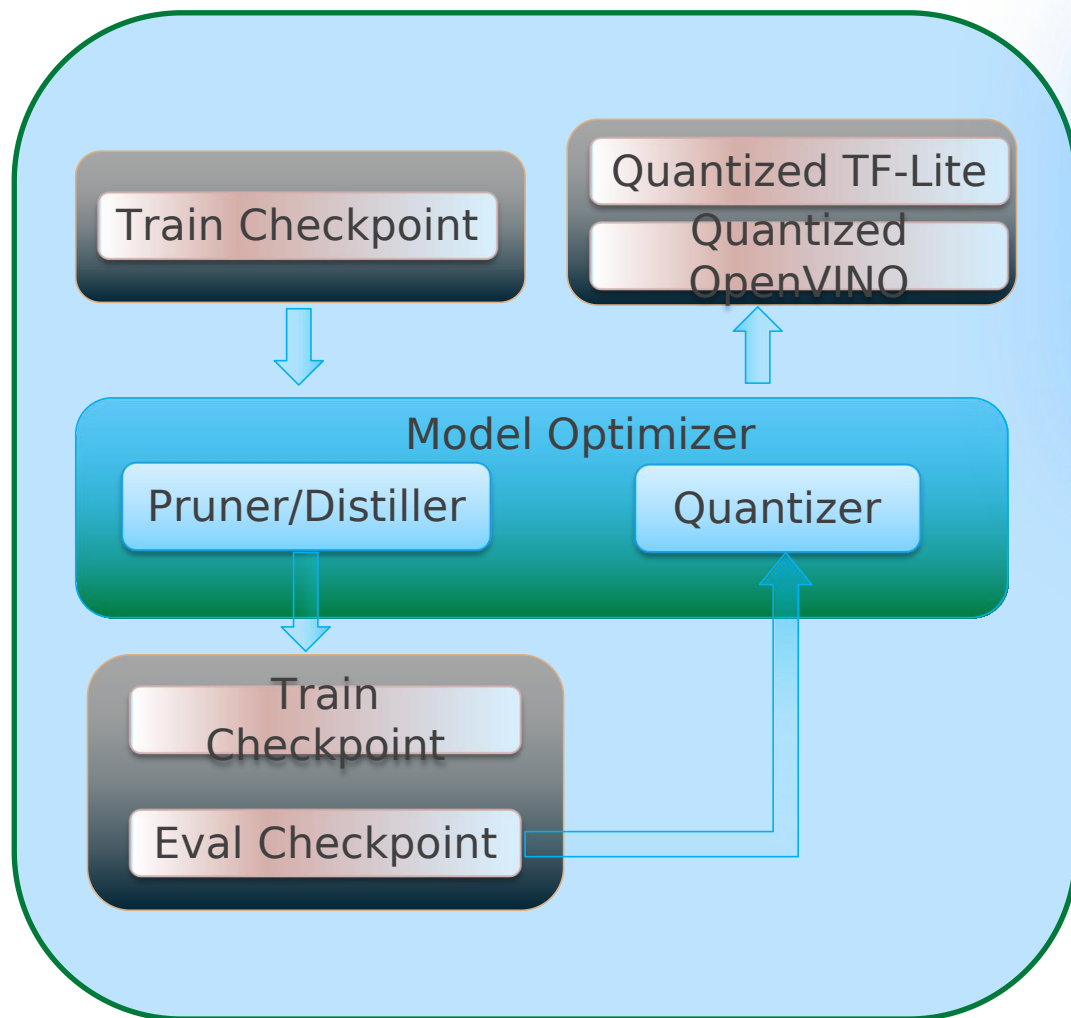 Train Checkpoint
Quantized TF-Lite
Quantized
OpenVINO
Model Optimizer
Pruner/Distiller
Quantizer
Train
Checkpoint
Eval Checkpoint